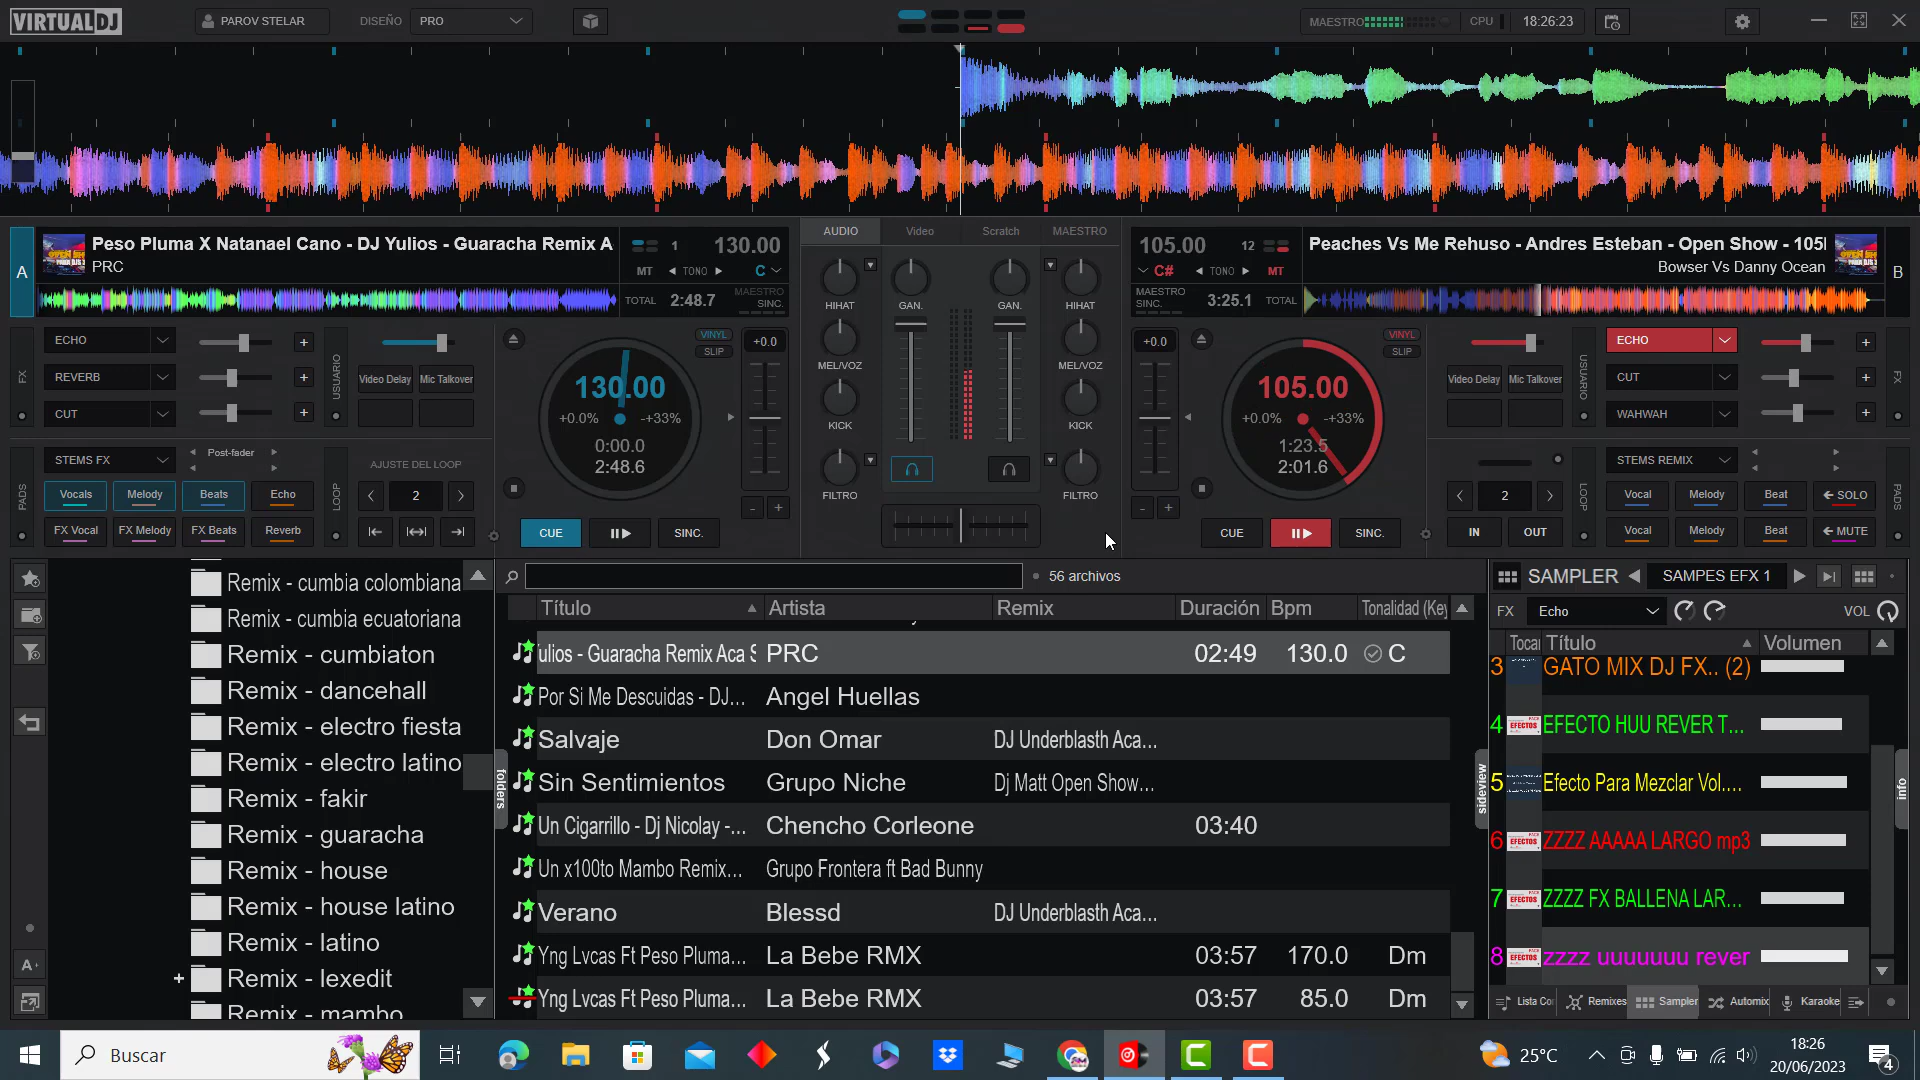 VIRTUALDJ
PAROV STELAR
DISEÑO
PRO
MAESTRO
CPU
18:26:23
A
Peso Pluma X Natanael Cano - DJ Yulios - Guaracha Remix A
PRC
1
130.00
MT
TONO
C
TOTAL
2:48.7
MAESTRO
SINC.
AUDIO
Video
Scratch
MAESTRO
105.00
12
C#
TONO
MT
MAESTRO
SINC.
3:25.1
TOTAL
Peaches Vs Me Rehuso - Andres Esteban - Open Show - 105
Bowser Vs Danny Ocean
B
FX
ECHO
REVERB
CUT
USUARIO
Video Delay
Mic Talkover
VINYL
SLIP
130.00
+0.0%
-+33%
0:00.0
2:48.6
+0.0
HIHAT
MEL/VOZ
KICK
FILTRO
GAN.
GAN.
HIHAT
MEL/VOZ
KICK
FILTRO
+0.0
105.00
+0.0%
-+33%
1:23.5
2:01.6
VINYL
SLIP
Video Delay
Mic Talkover
USUARIO
ECHO
CUT
WAHWAH
FX
PADS
STEMS FX
Post-fader
Vocals
Melody
Beats
Echo
FX Vocal
FX Melody
FX Beats
Reverb
LOOP
AJUSTE DEL LOOP
2
CUE
SINC.
CUE
SINC.
2
IN
OUT
LOOP
STEMS REMIX
Vocal
Melody
Beat
SOLO
Vocal
Melody
Beat
MUTE
PADS
Remix - cumbia colombiana
Remix - cumbia ecuatoriana
Remix - cumbiaton
Remix - dancehall
Remix - electro fiesta
Remix - electro latino
Remix - fakir
Remix - guaracha
Remix - house
Remix - house latino
Remix - latino
Remix - lexedit
Remix - mambo
folders
56 archivos
Título
Artista
Remix
Duración
Bpm
Tonalidad (Key
ulios - Guaracha Remix Aca S
PRC
02:49
130.0
C
Por Si Me Descuidas - DJ...
Angel Huellas
Salvaje
Don Omar
DJ Underblasth Aca...
Sin Sentimientos
Grupo Niche
Dj Matt Open Show...
Un Cigarrillo - Dj Nicolay -...
Chencho Corleone
03:40
Un x100to Mambo Remix...
Grupo Frontera ft Bad Bunny
Verano
Blessd
DJ Underblasth Aca...
Yng Lvcas Ft Peso Pluma...
La Bebe RMX
03:57
170.0
Dm
Yng Lvcas Ft Peso Pluma...
La Bebe RMX
03:57
85.0
Dm
sideview
SAMPLER
SAMPES EFX 1
FX
Echo
VOL
Tocar
Título
Volumen
3
GATO MIX DJ FX.. (2)
4
EFECTOS
EFECTO HUU REVER T...
5
Efecto Para Mezclar Vol....
6
EFECTOS
ZZZZ AAAAA LARGO mp3
7
EFECTOS
ZZZZ FX BALLENA LAR...
8
EFECTOS
zzzz uuuuuuu rever
info
Lista Cor
Remixes
Sampler
Automix
Karaoke
Buscar
25°C
18:26
20/06/2023
4